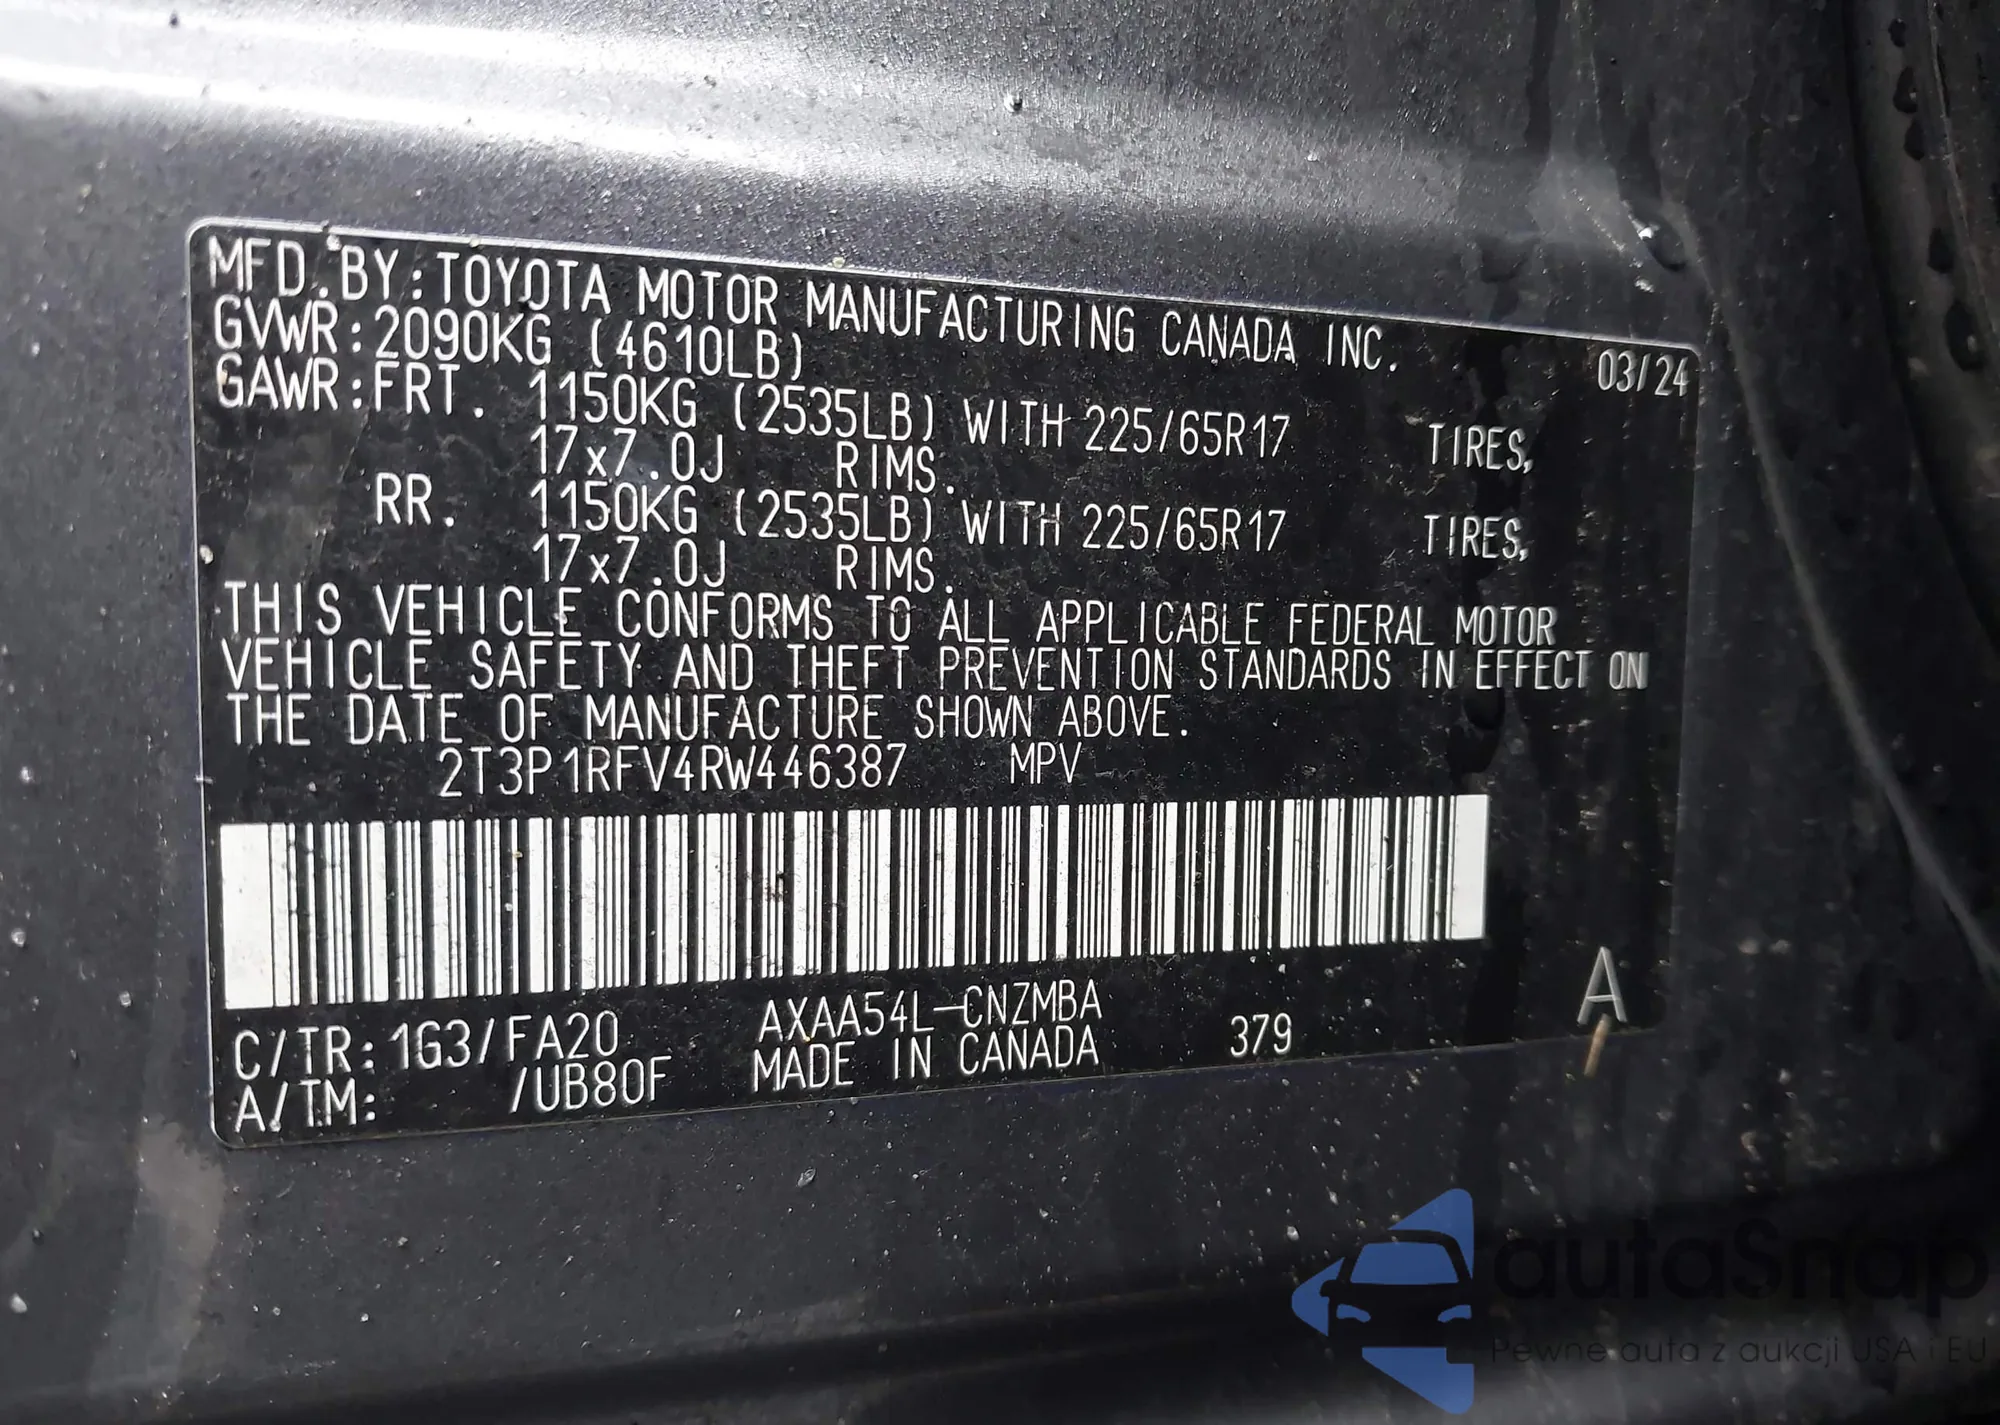 MFD. BY: TOYOTA MOTOR MANUFACTURING CANADA INC. 03/24
GVWR: 2090KG (4610LB)
GAWR: FRT. 1150KG (2535LB) WITH 225/65R17 TIRES,
17x7.0J RIMS.
RR. 1150KG (2535LB) WITH 225/65R17 TIRES,
17x7.0J RIMS.
THIS VEHICLE CONFORMS TO ALL APPLICABLE FEDERAL MOTOR
VEHICLE SAFETY AND THEFT PREVENTION STANDARDS IN EFFECT ON
THE DATE OF MANUFACTURE SHOWN ABOVE.
2T3P1RFV4RW446387 MPV
C/TR: 1G3/FA20 AXAA54L-CNZMBA 379 A
A/TM: /UB80F MADE IN CANADA
autaSnap
Pewne auta z aukcji USA i EU